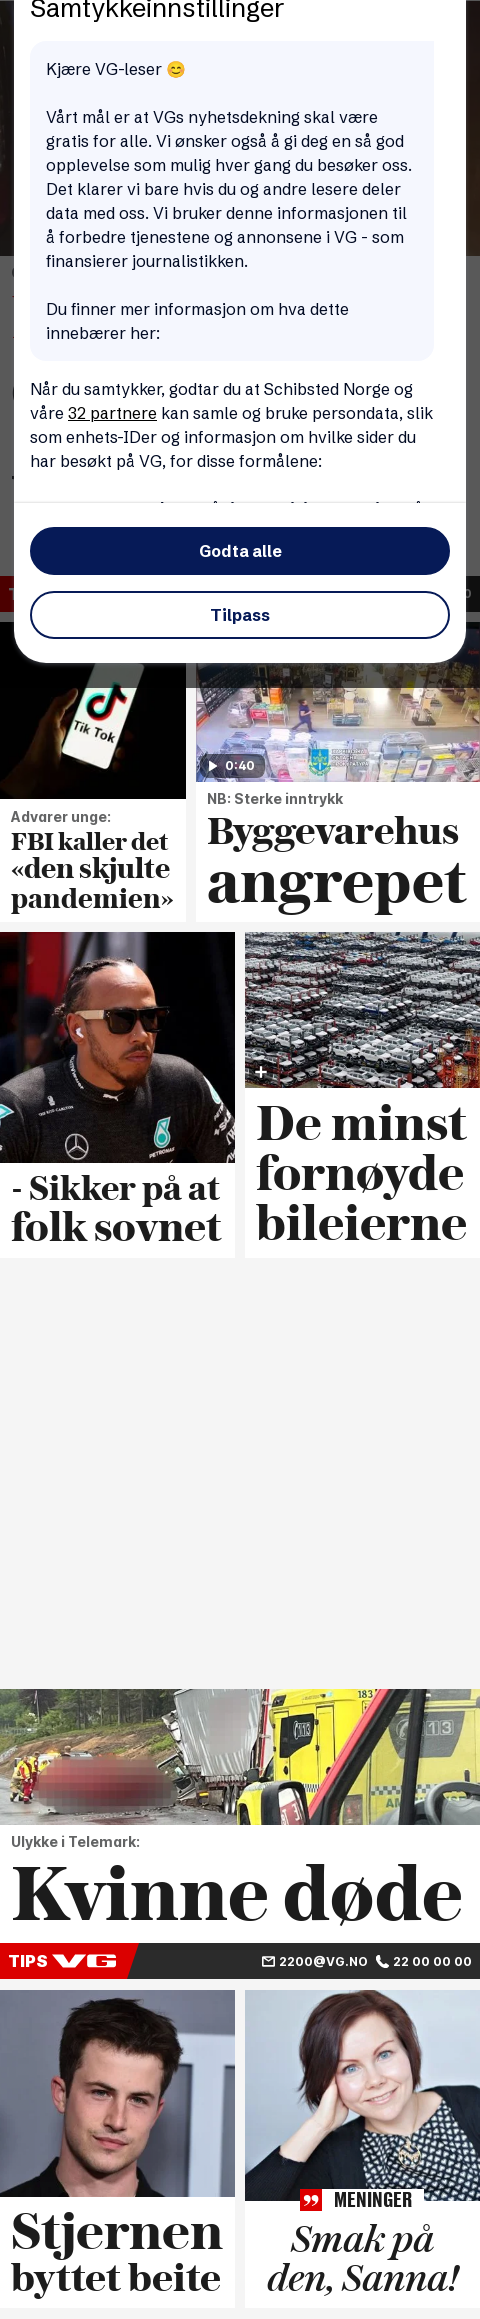 Samtykkeinnstillinger
Kjære VG-leser 😊
Vårt mål er at VGs nyhetsdekning skal være
gratis for alle. Vi ønsker også å gi deg en så god
opplevelse som mulig hver gang du besøker oss.
Det klarer vi bare hvis du og andre lesere deler
data med oss. Vi bruker denne informasjonen til
å forbedre tjenestene og annonsene i VG - som
finansierer journalistikken.
Du finner mer informasjon om hva dette
innebærer her:
Når du samtykker, godtar du at Schibsted Norge og
våre 32 partnere kan samle og bruke persondata, slik
som enhets-IDer og informasjon om hvilke sider du
har besøkt på VG, for disse formålene:
Godta alle
Tilpass
TikTok
0:40
Advarer unge:
FBI kaller det
«den skjulte
pandemien»
NB: Sterke inntrykk
Byggevarehus
angrepet
PETRONAS
- Sikker på at
folk sovnet
De minst
fornøyde
bileierne
183
113
AMBULANS
Ulykke i Telemark:
Kvinne døde
TIPS VG
2200@VG.NO 22 00 00 00
Stjernen
byttet beite
MENINGER
Smak på
den, Sanna!